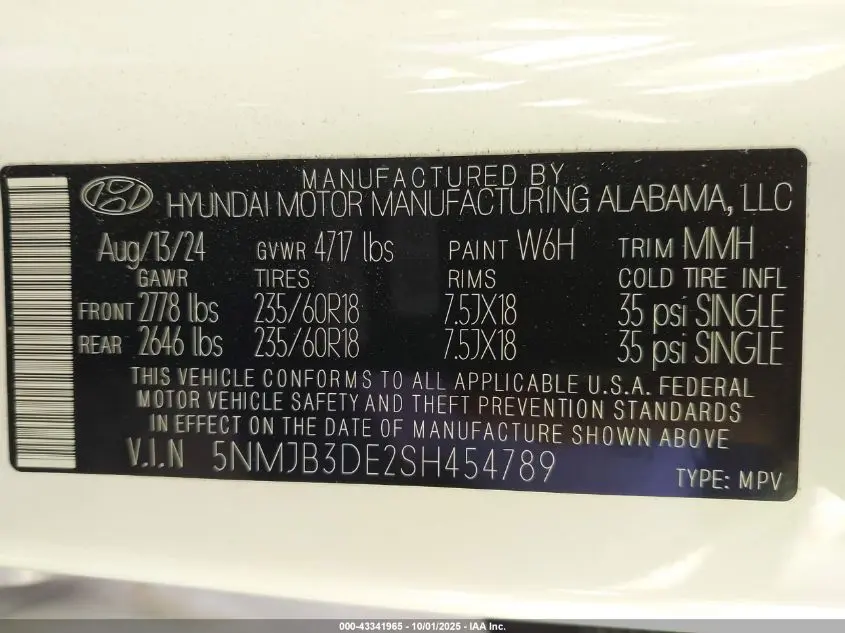 MANUFACTURED BY
HYUNDAI MOTOR MANUFACTURING ALABAMA, LLC
Aug/13/24 GVWR 4717 lbs PAINT W6H TRIM MMH
GAWR TIRES RIMS COLD TIRE INFL
FRONT 2778 lbs 235/60R18 7.5JX18 35 psi SINGLE
REAR 2646 lbs 235/60R18 7.5JX18 35 psi SINGLE
THIS VEHICLE CONFORMS TO ALL APPLICABLE U.S.A. FEDERAL
MOTOR VEHICLE SAFETY AND THEFT PREVENTION STANDARDS
IN EFFECT ON THE DATE OF MANUFACTURE SHOWN ABOVE
V.I.N 5NMJB3DE2SH454789 TYPE: MPV
000-43341965 - 10/01/2025 - IAA Inc.